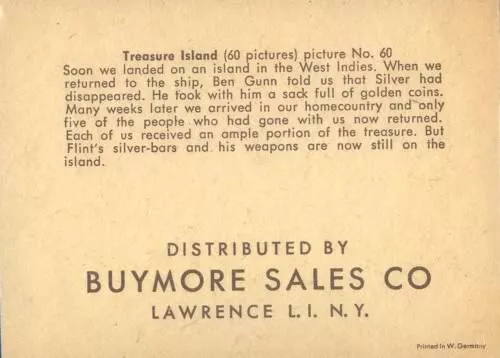 Treasure Island (60 pictures) picture No. 60
Soon we landed on an island in the West Indies. When we
returned to the ship, Ben Gunn told us that Silver had
disappeared. He took with him a sack full of golden coins.
Many weeks later we arrived in our homecountry and only
five of the people who had gone with us now returned.
Each of us received an ample portion of the treasure. But
Flint's silver-bars and his weapons are now still on the
island.
DISTRIBUTED BY
BUYMORE SALES CO
LAWRENCE L. I. N. Y.
Printed in W. Germany